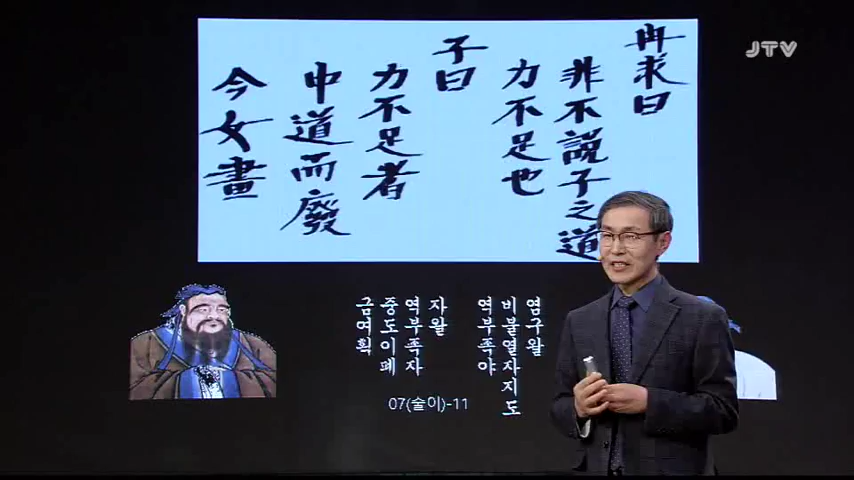 JTV
冉求曰
非不說子之道
力不足也
子曰
力不足者
中道而廢
今女畫
염구왈
비불열자지도
역부족야
자왈
역부족자
중도이폐
금여획
07(술이)-11